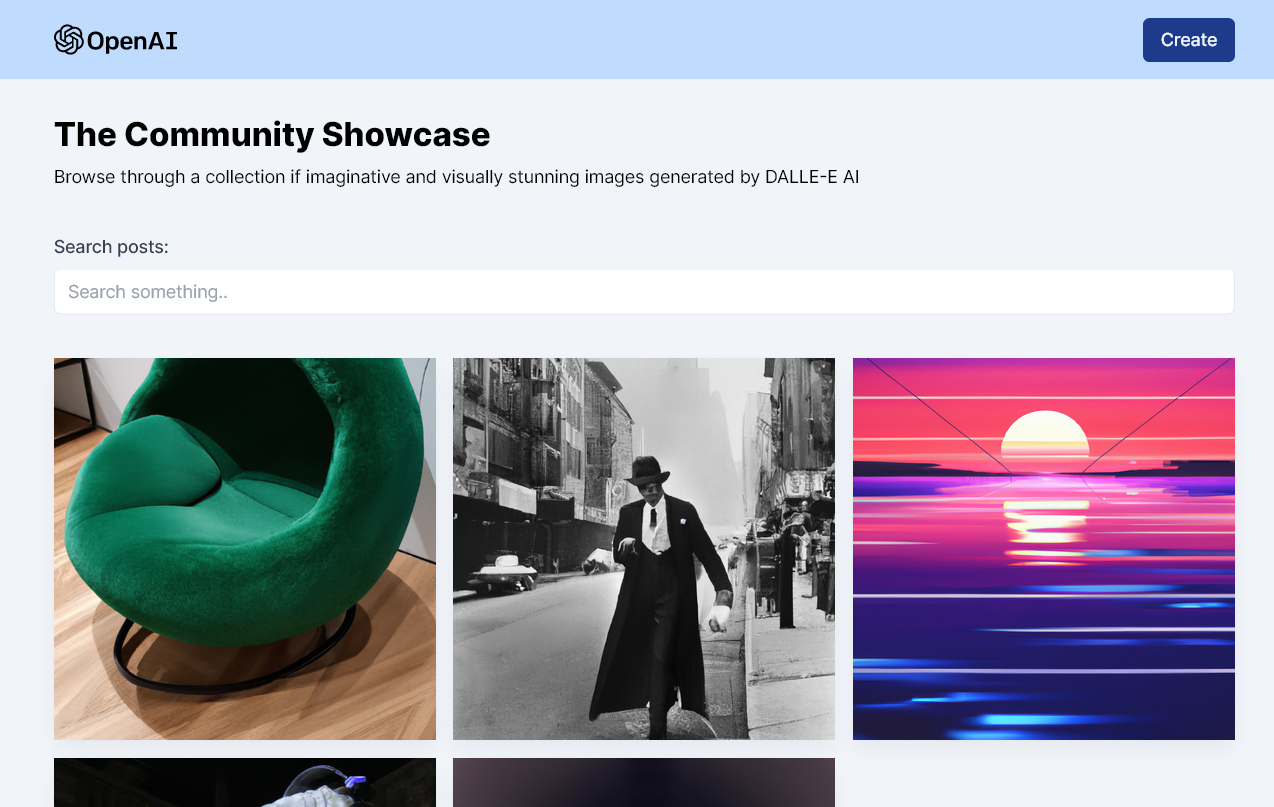 OpenAI
Create
The Community Showcase
Browse through a collection if imaginative and visually stunning images generated by DALLE-E AI
Search posts:
Search something..